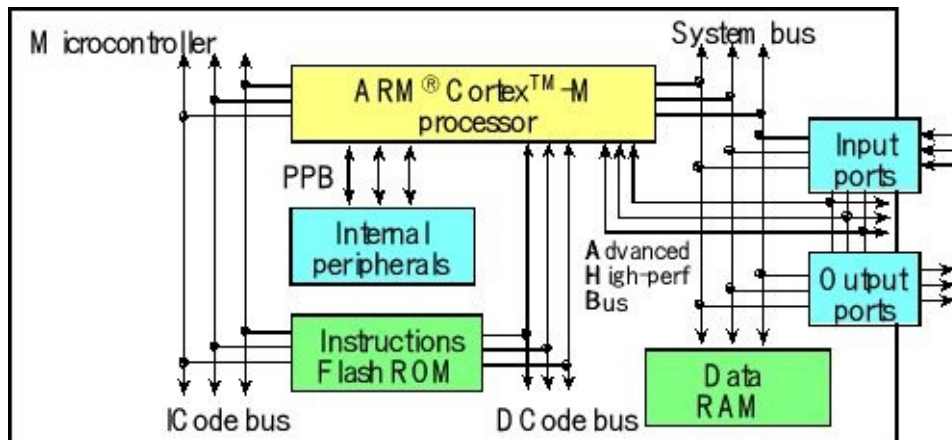 Microcontroller
System bus
ARM® Cortex™-M
processor
Input
ports
PPB
Internal
peripherals
Advanced
High-perf
Bus
Output
ports
Instructions
Flash ROM
Data
RAM
ICode bus
DCode bus